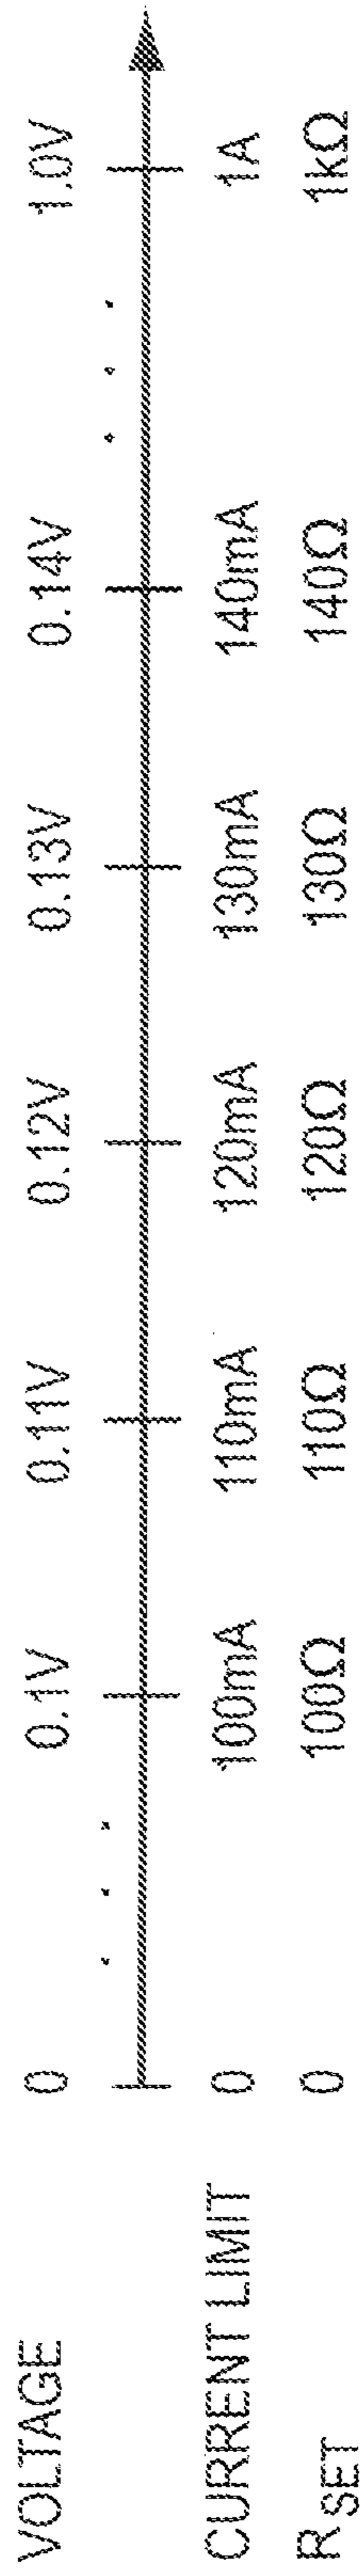 VOLTAGE 0 0.1V 0.11V 0.12V 0.13V 0.14V 1.0V
CURRENT LIMIT 0 100mA 110mA 120mA 130mA 140mA 1A
RSET 0 100Ω 110Ω 120Ω 130Ω 140Ω 1kΩ